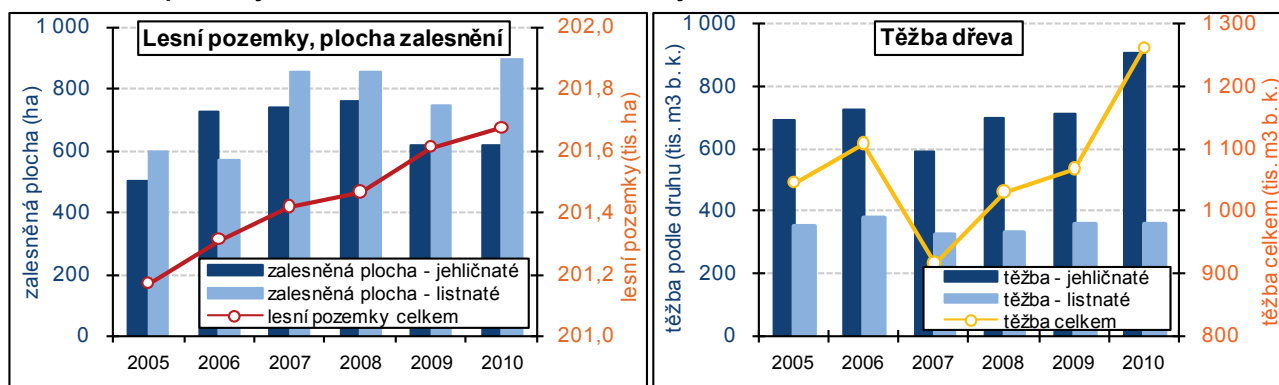 Lesní pozemky, plocha zalesnění
zalesněná plocha (ha)
1 000
800
600
400
200
0
202,0
201,8
201,6
201,4
201,2
201,0
lesní pozemky (tis. ha)
zalesněná plocha - jehličnaté
zalesněná plocha - listnaté
lesní pozemky celkem
2005 2006 2007 2008 2009 2010
Těžba dřeva
těžba podle druhu (tis. m3 b. k.)
1 000
800
600
400
200
0
1 300
1 200
1 100
1 000
900
800
těžba celkem (tis. m3 b. k.)
těžba - jehličnaté
těžba - listnaté
těžba celkem
2005 2006 2007 2008 2009 2010